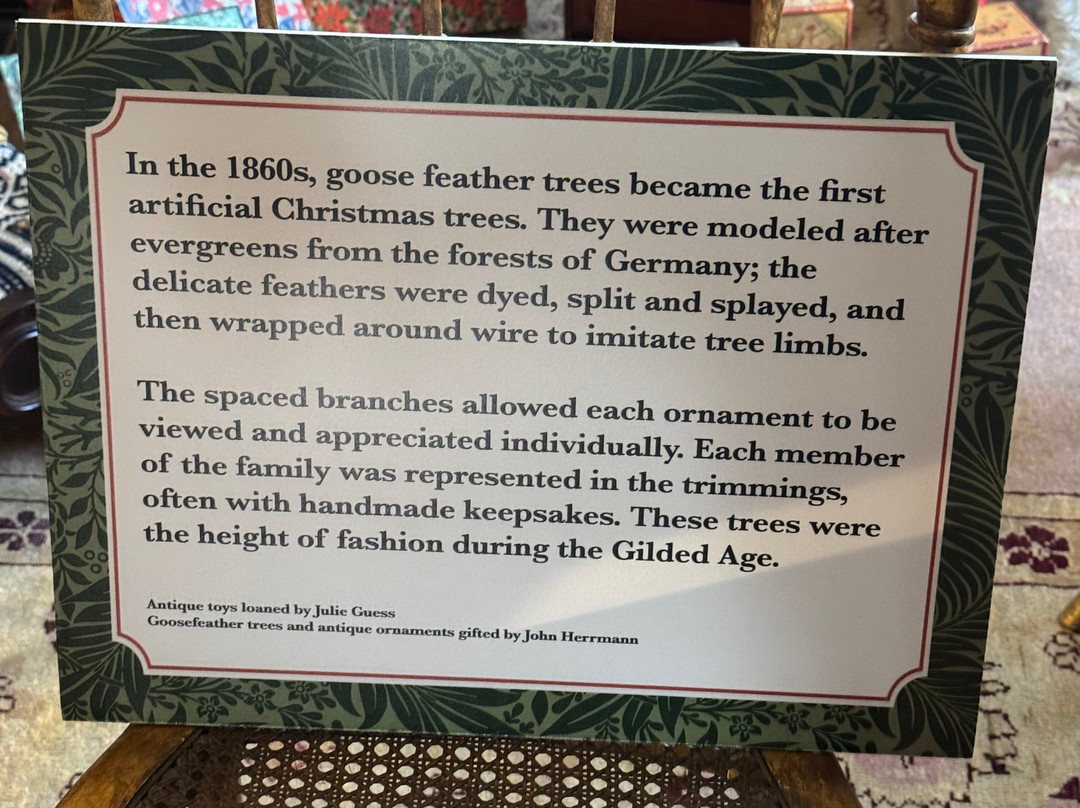 In the 1860s, goose feather trees became the first
artificial Christmas trees. They were modeled after
evergreens from the forests of Germany; the
delicate feathers were dyed, split and splayed, and
then wrapped around wire to imitate tree limbs.
The spaced branches allowed each ornament to be
viewed and appreciated individually. Each member
of the family was represented in the trimmings,
often with handmade keepsakes. These trees were
the height of fashion during the Gilded Age.
Antique toys loaned by Julie Guess
Goosefeather trees and antique ornaments gifted by John Herrmann